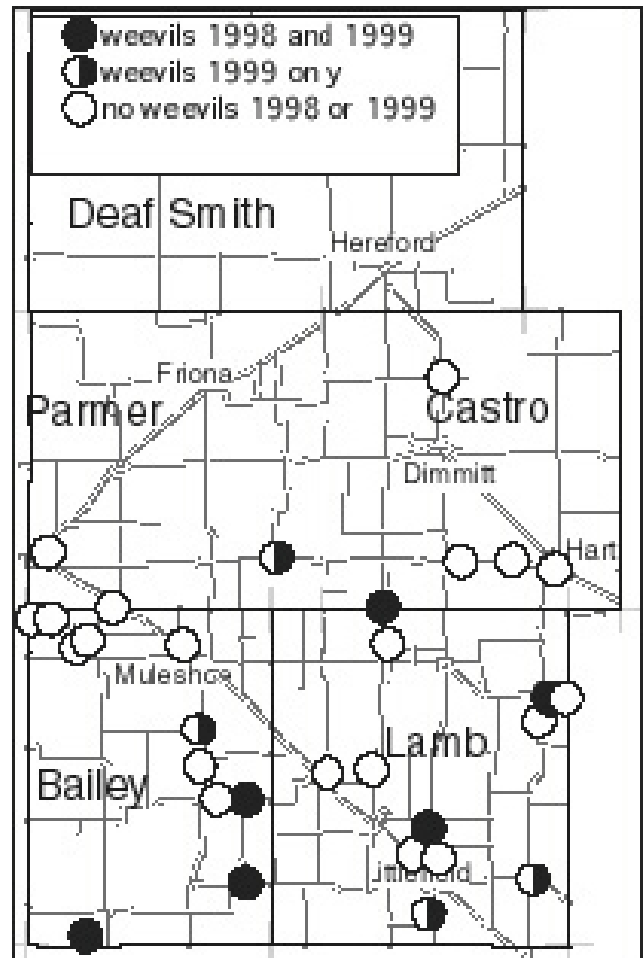 weevils 1998 and 1999
weevils 1999 on y
no weevils 1998 or 1999
Deaf Smith
Hereford
Friona
Parmer
Castro
Dimmitt
Hart
Muleshoe
Lamb
Bailey
ittlefield